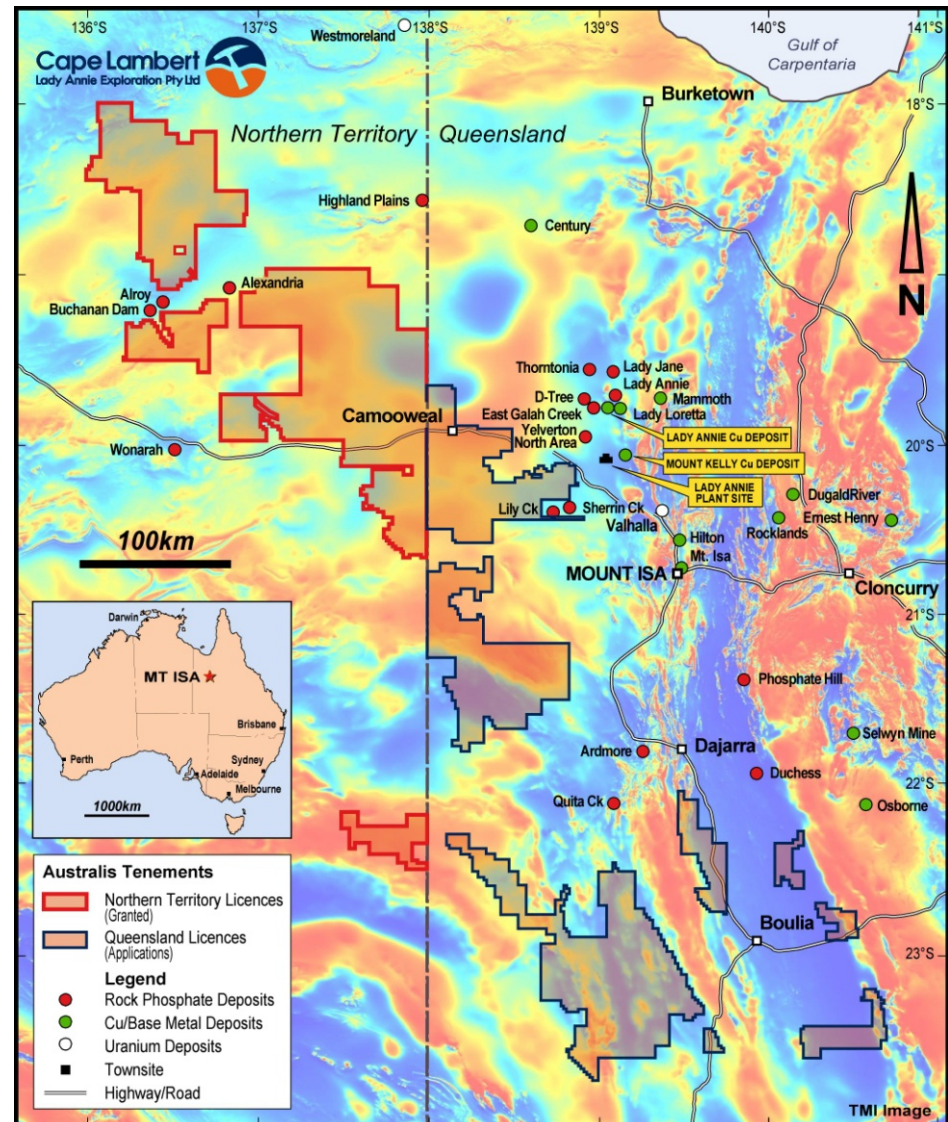 136°S
137°S
138°S
139°S
140°S
141°S
Westmoreland
Gulf of
Carpentaria
Cape Lambert
Lady Annie Exploration Pty Ltd
Burketown
18°S
Northern Territory
Queensland
Highland Plains
Century
N
Alexandria
Alroy
Buchanan Dam
Thorntonia
Lady Jane
Lady Annie
D-Tree
Mammoth
East Galah Creek
Lady Loretta
Camooweal
Yelverton
North Area
LADY ANNIE Cu DEPOSIT
20°S
Wonarah
MOUNT KELLY Cu DEPOSIT
LADY ANNIE
PLANT SITE
DugaldRiver
Lily Ck
Sherrin Ck
Valhalla
Ernest Henry
Rocklands
100km
Hilton
Mt. Isa
MOUNT ISA
Cloncurry
21°S
Darwin
MT ISA
Brisbane
Perth
Sydney
Adelaide
Melbourne
1000km
Phosphate Hill
Selwyn Mine
Ardmore
Dajarra
Duchess
22°S
Quita Ck
Osborne
Australis Tenements
Northern Territory Licences
(Granted)
Queensland Licences
(Applications)
Boulia
23°S
Legend
Rock Phosphate Deposits
Cu/Base Metal Deposits
Uranium Deposits
Townsite
Highway/Road
TMI Image